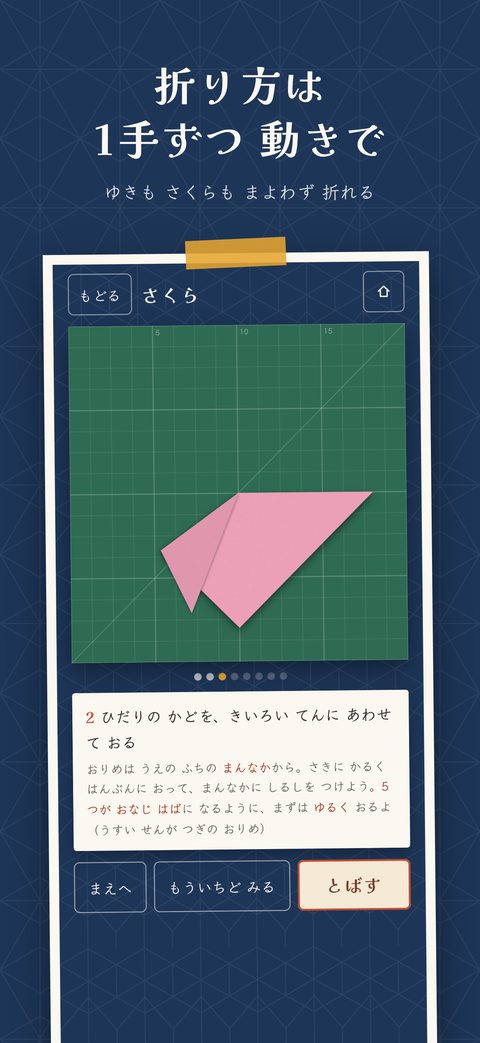 折り方は
1手ずつ 動きで
ゆきも さくらも まよわず 折れる
もどる さくら
5 10 15
2 ひだりの かどを、きいろい てんに あわせ
て おる
おりめは うえの ふちの まんなかから。さきに かるく
はんぶんに おって、まんなかに しるしを つけよう。5
つが おなじ はばに なるように、まずは ゆるく おるよ
（うすい せんが つぎの おりめ）
まえへ もういちど みる とばす